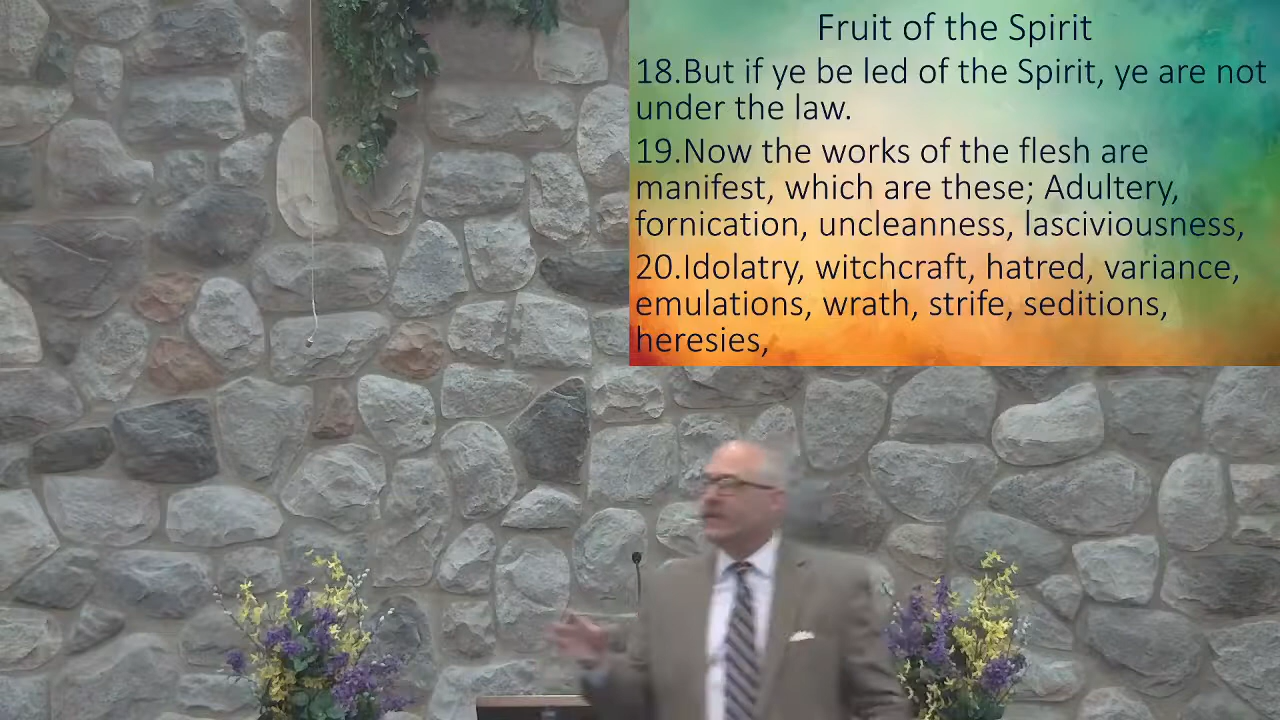 Fruit of the Spirit
18.But if ye be led of the Spirit, ye are not
under the law.
19.Now the works of the flesh are
manifest, which are these; Adultery,
fornication, uncleanness, lasciviousness,
20.Idolatry, witchcraft, hatred, variance,
emulations, wrath, strife, seditions,
heresies,